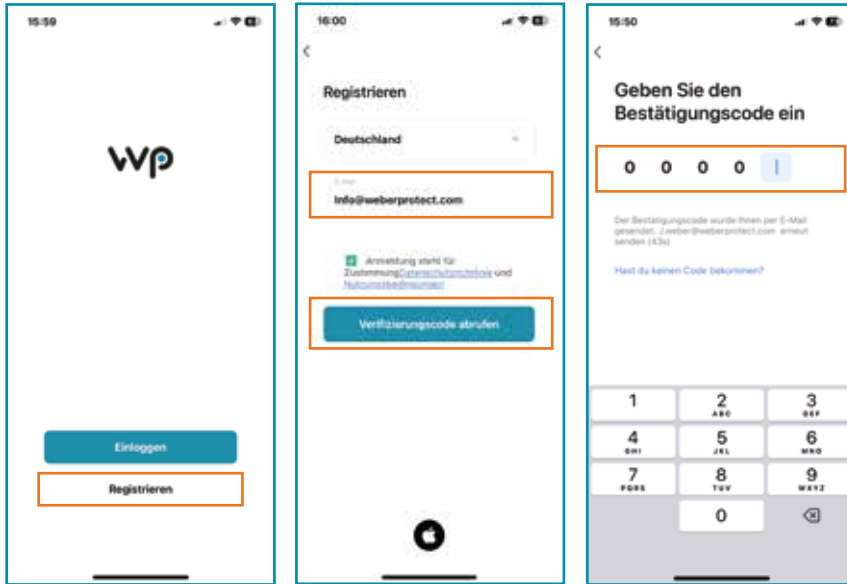 15:59
WP
Einloggen
Registrieren
16:00
Registrieren
Deutschland
E-Mail
Info@weberprotect.com
Anmeldung steht für
Zustimmung Datenschutzrichtlinie und
Nutzungsbedingungen
Verifizierungscode abrufen
15:50
Geben Sie den
Bestätigungscode ein
0 0 0 0
Der Bestätigungscode wurde Ihnen per E-Mail
gesendet. J.weber@weberprotect.com erneut
senden (43s)
Hast du keinen Code bekommen?
1 2 3
ABC DEF
4 5 6
GHI JKL MNO
7 8 9
PQRS TUV WXYZ
0